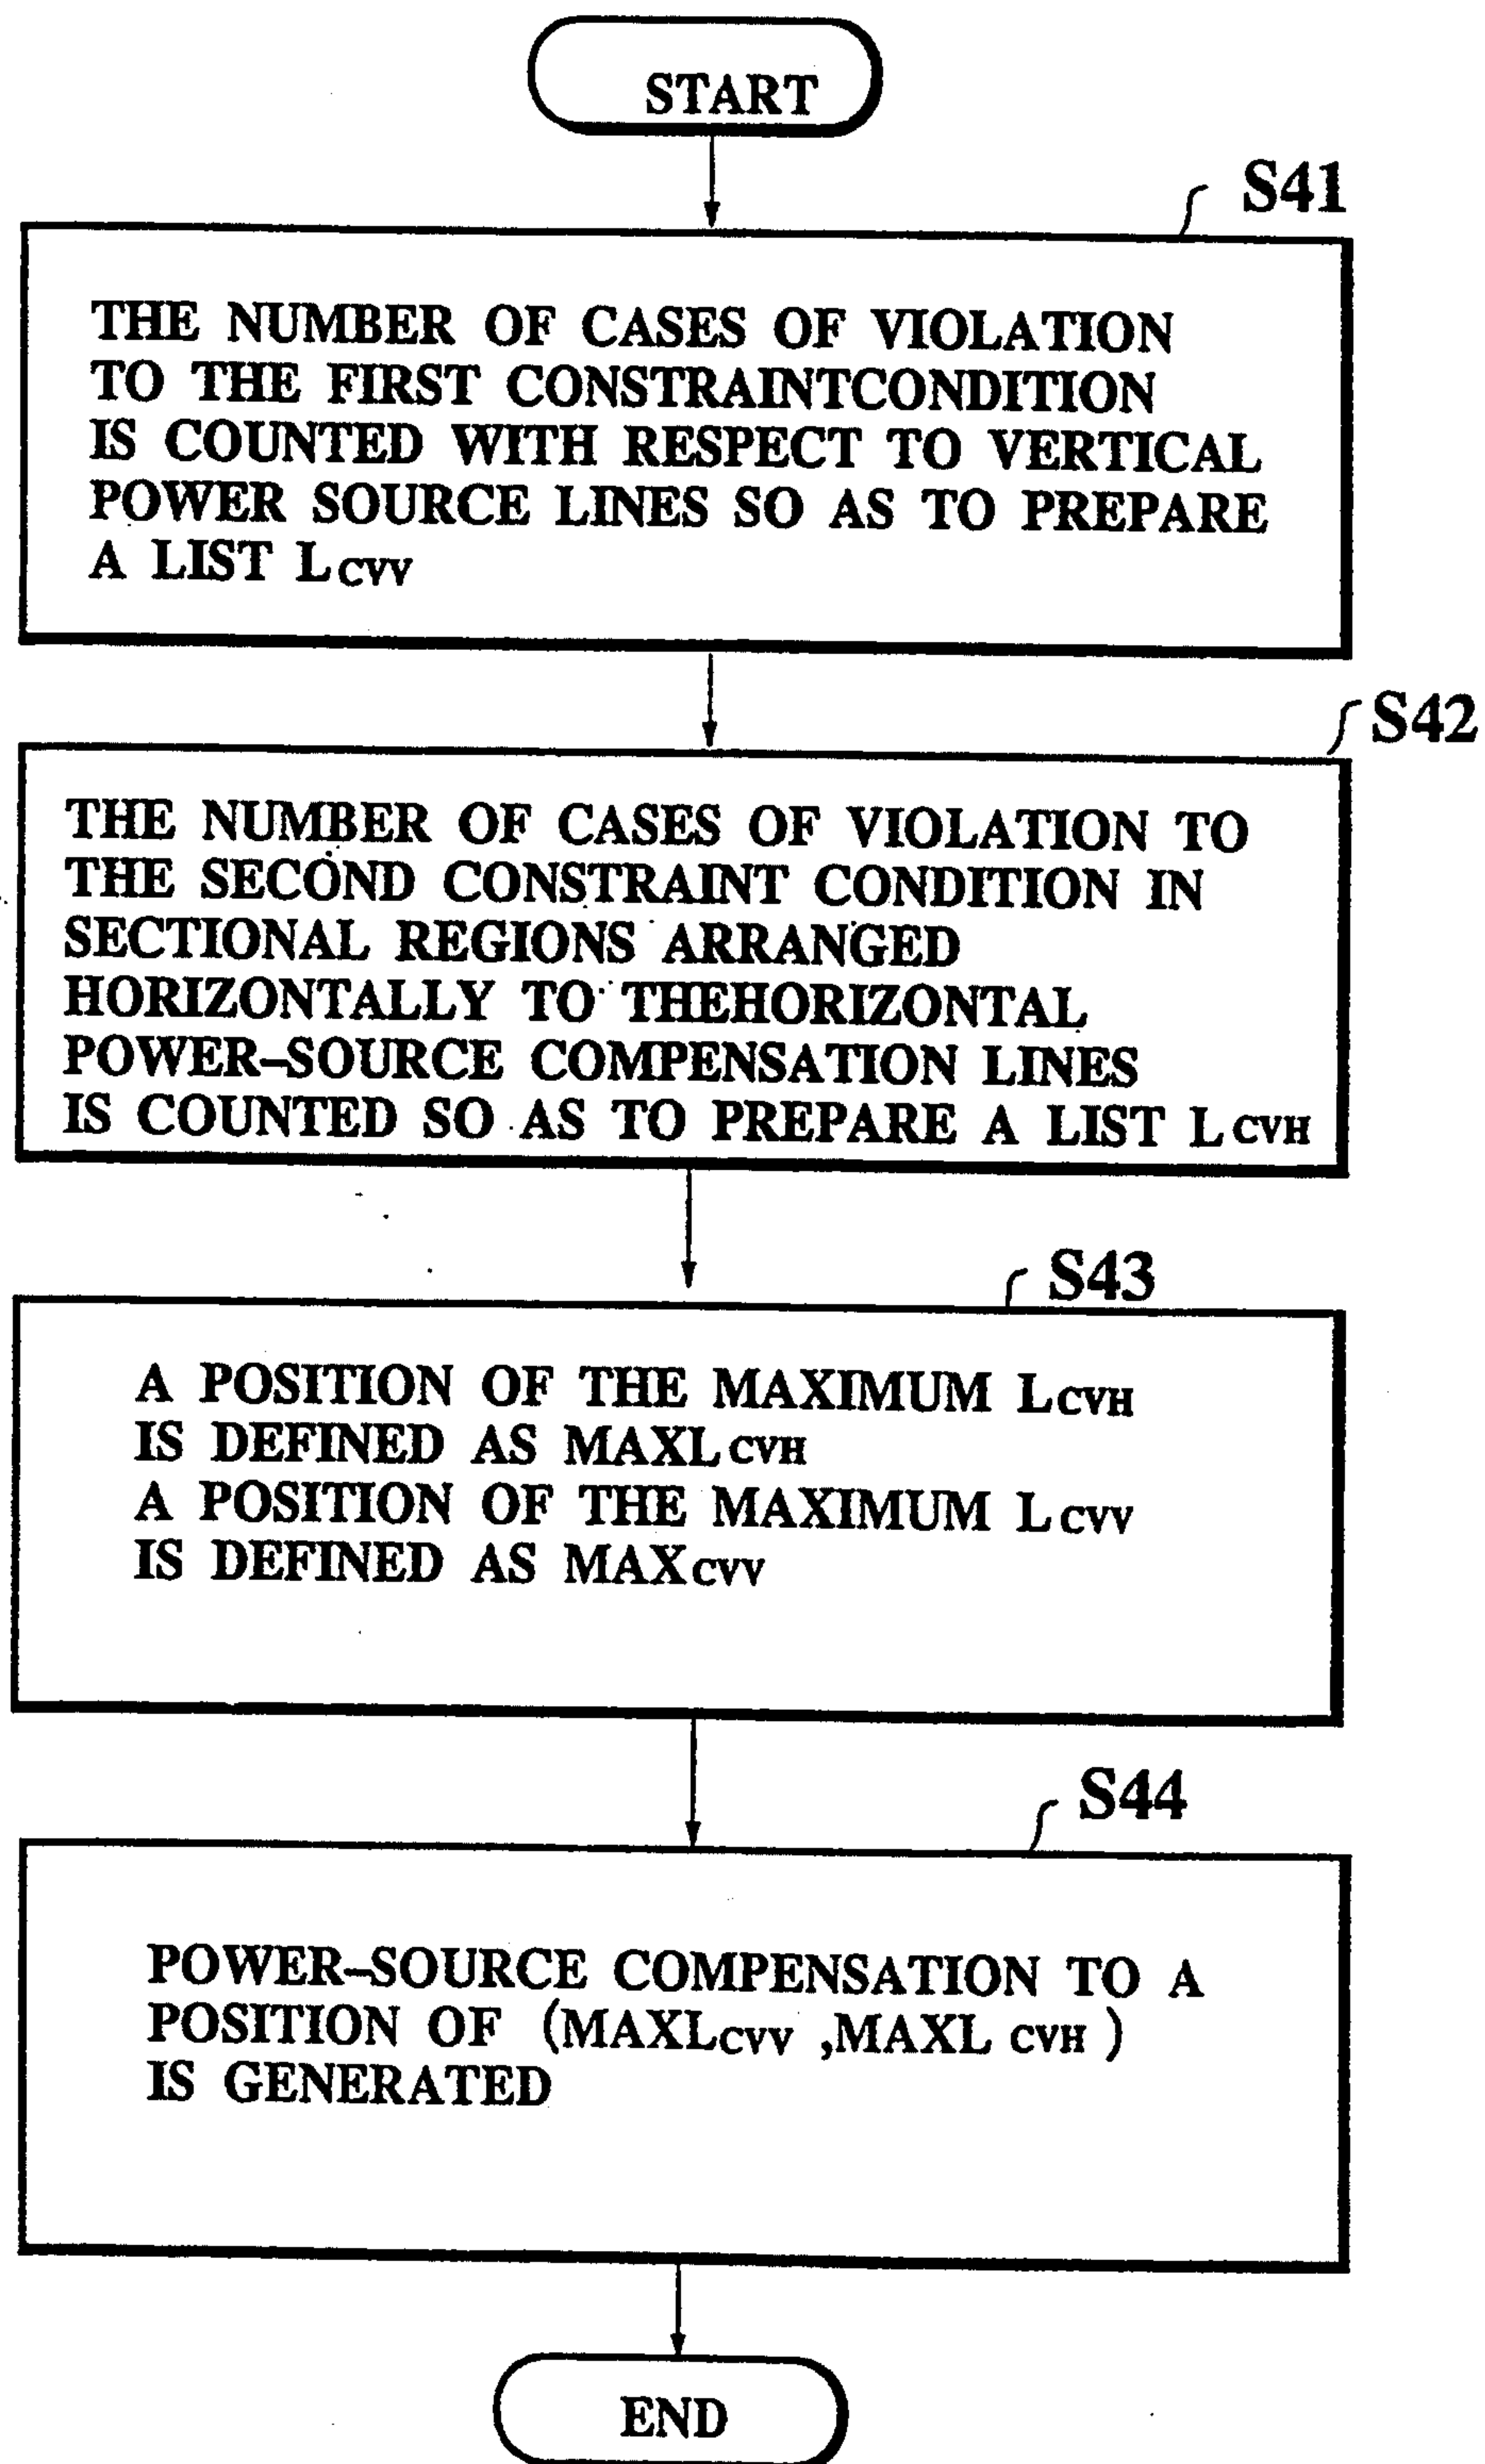 START
S41
THE NUMBER OF CASES OF VIOLATION
TO THE FIRST CONSTRAINTCONDITION
IS COUNTED WITH RESPECT TO VERTICAL
POWER SOURCE LINES SO AS TO PREPARE
A LIST LCVV
S42
THE NUMBER OF CASES OF VIOLATION TO
THE SECOND CONSTRAINT CONDITION IN
SECTIONAL REGIONS ARRANGED
HORIZONTALLY TO THEHORIZONTAL
POWER-SOURCE COMPENSATION LINES
IS COUNTED SO AS TO PREPARE A LIST LCVH
S43
A POSITION OF THE MAXIMUM LCVH
IS DEFINED AS MAXLCVH
A POSITION OF THE MAXIMUM LCVV
IS DEFINED AS MAXCVV
S44
POWER-SOURCE COMPENSATION TO A
POSITION OF (MAXLCVV ,MAXL CVH )
IS GENERATED
END